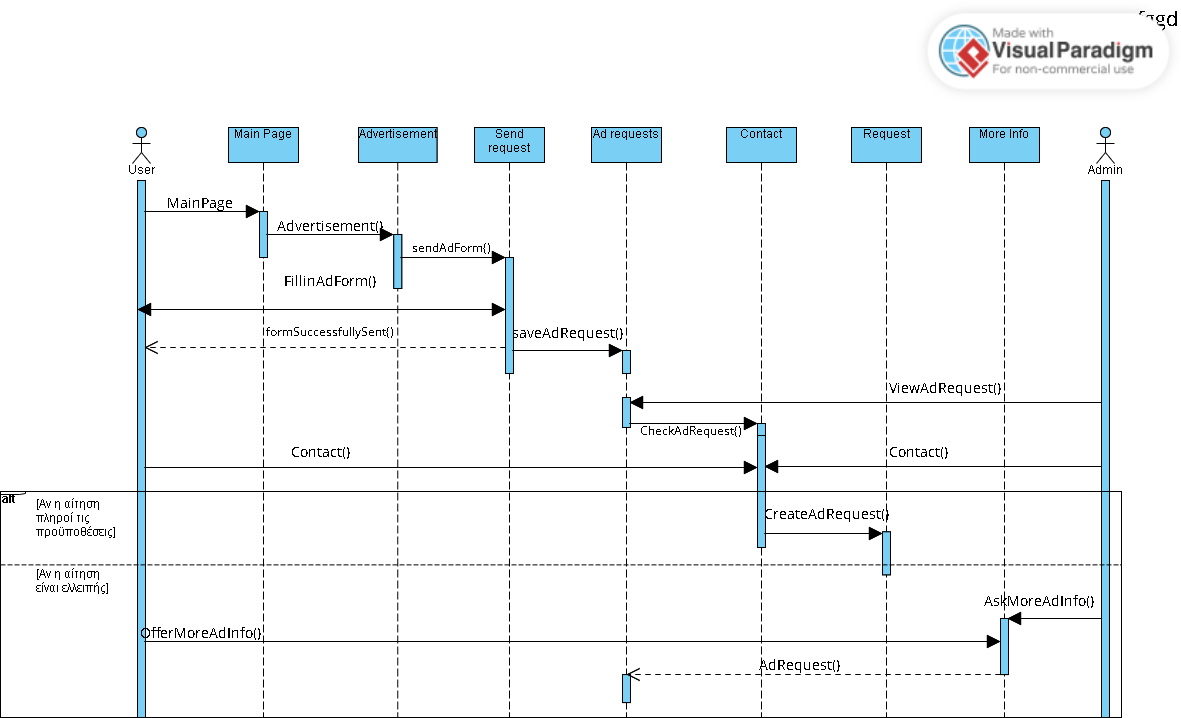 Made with
Visual Paradigm
For non-commercial use
Main Page
Advertisement
Send
request
Ad requests
Contact
Request
More Info
User
Admin
MainPage
Advertisement()
sendAdForm()
FillinAdForm()
formSuccessfullySent()
saveAdRequest()
ViewAdRequest()
CheckAdRequest()
Contact()
Contact()
alt
[Αν η αίτηση
πληροί τις
προϋποθέσεις]
CreateAdRequest()
[Αν η αίτηση
είναι ελλειπής]
AskMoreAdInfo()
OfferMoreAdInfo()
AdRequest()